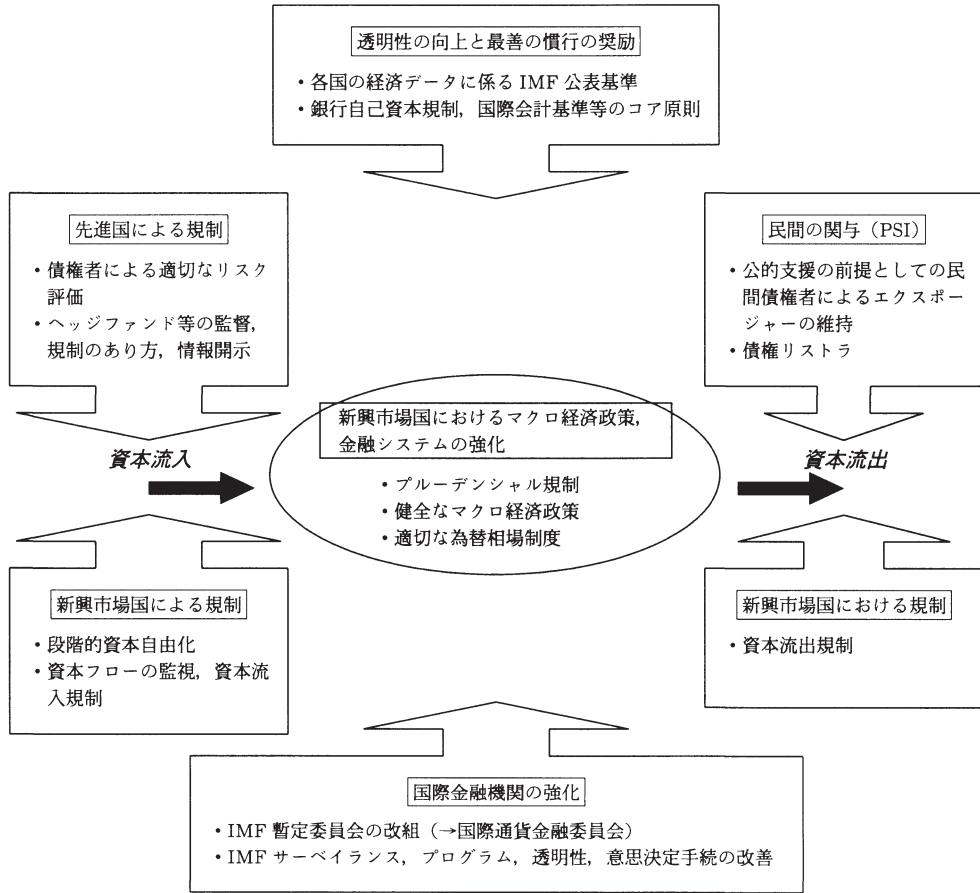 透明性の向上と最善の慣行の奨励
・各国の経済データに係る IMF 公表基準
・銀行自己資本規制，国際会計基準等のコア原則
先進国による規制
・債権者による適切なリスク
評価
・ヘッジファンド等の監督，
規制のあり方，情報開示
民間の関与（PSI）
・公的支援の前提としての民
間債権者によるエクスポー
ジャーの維持
・債権リストラ
資本流入
新興市場国におけるマクロ経済政策，
金融システムの強化
・プルーデンシャル規制
・健全なマクロ経済政策
・適切な為替相場制度
資本流出
新興市場国による規制
・段階的資本自由化
・資本フローの監視，資本流
入規制
新興市場国における規制
・資本流出規制
国際金融機関の強化
・IMF 暫定委員会の改組（→国際通貨金融委員会）
・IMF サーベイランス，プログラム，透明性，意思決定手続の改善